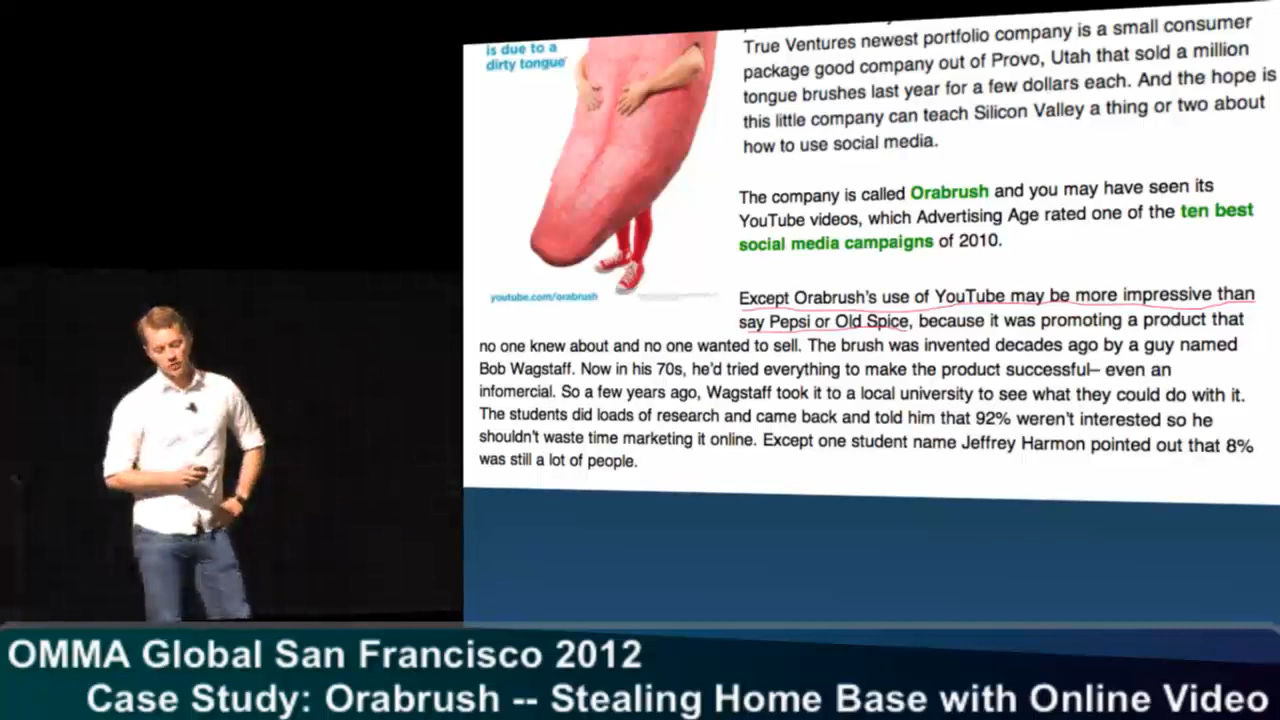 is due to a
dirty tongue
youtube.com/orabrush
True Ventures newest portfolio company is a small consumer
package good company out of Provo, Utah that sold a million
tongue brushes last year for a few dollars each. And the hope is
this little company can teach Silicon Valley a thing or two about
how to use social media.
The company is called Orabrush and you may have seen its
YouTube videos, which Advertising Age rated one of the ten best
social media campaigns of 2010.
Except Orabrush's use of YouTube may be more impressive than
say Pepsi or Old Spice, because it was promoting a product that
no one knew about and no one wanted to sell. The brush was invented decades ago by a guy named
Bob Wagstaff. Now in his 70s, he'd tried everything to make the product successful– even an
infomercial. So a few years ago, Wagstaff took it to a local university to see what they could do with it.
The students did loads of research and came back and told him that 92% weren't interested so he
shouldn't waste time marketing it online. Except one student name Jeffrey Harmon pointed out that 8%
was still a lot of people.
OMMA Global San Francisco 2012
Case Study: Orabrush -- Stealing Home Base with Online Video